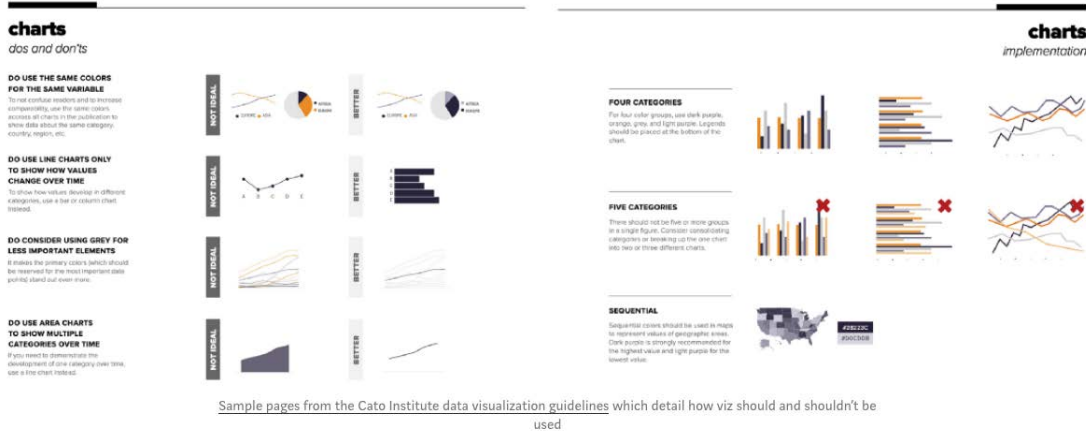 charts
dos and don'ts
DO USE THE SAME COLORS
FOR THE SAME VARIABLE
To not confuse readers and to increase
comparability, use the same colors
accross all charts in the publication to
show data about the same category,
country, region, etc.
NOT IDEAL
EUROPE ASIA
AFRICA
EUROPE
BETTER
EUROPE ASIA
AFRICA
EUROPE
DO USE LINE CHARTS ONLY
TO SHOW HOW VALUES
CHANGE OVER TIME
To show how values develop in different
categories, use a bar or column chart
instead.
NOT IDEAL
A B C D E
BETTER
A
B
C
D
E
DO CONSIDER USING GREY FOR
LESS IMPORTANT ELEMENTS
It makes the primary colors (which should
be reserved for the most important data
points) stand out even more.
NOT IDEAL
BETTER
DO USE AREA CHARTS
TO SHOW MULTIPLE
CATEGORIES OVER TIME
If you need to demonstrate the
development of one category over time,
use a line chart instead.
NOT IDEAL
BETTER
charts
implementation
FOUR CATEGORIES
For four color groups, use dark purple,
orange, grey, and light purple. Legends
should be placed at the bottom of the
chart.
FIVE CATEGORIES
There should not be five or more groups
in a single figure. Consider consolidating
categories or breaking up the one chart
into two or three different charts.
SEQUENTIAL
Sequential colors should be used in maps
to represent values of geographic areas.
Dark purple is strongly recommended for
the highest value and light purple for the
lowest value.
Sample pages from the Cato Institute data visualization guidelines which detail how viz should and shouldn't be
used